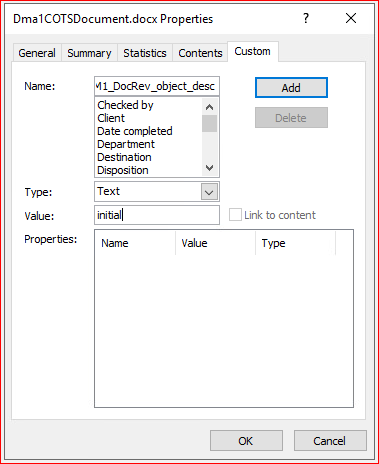 Dma1COTSDocument.docx Properties
General Summary Statistics Contents Custom
Name: M1_DocRev_object_desc Add
Checked by
Client
Date completed
Department
Destination
Disposition
Delete
Type: Text
Value: initial Link to content
Properties: Name Value Type
OK Cancel